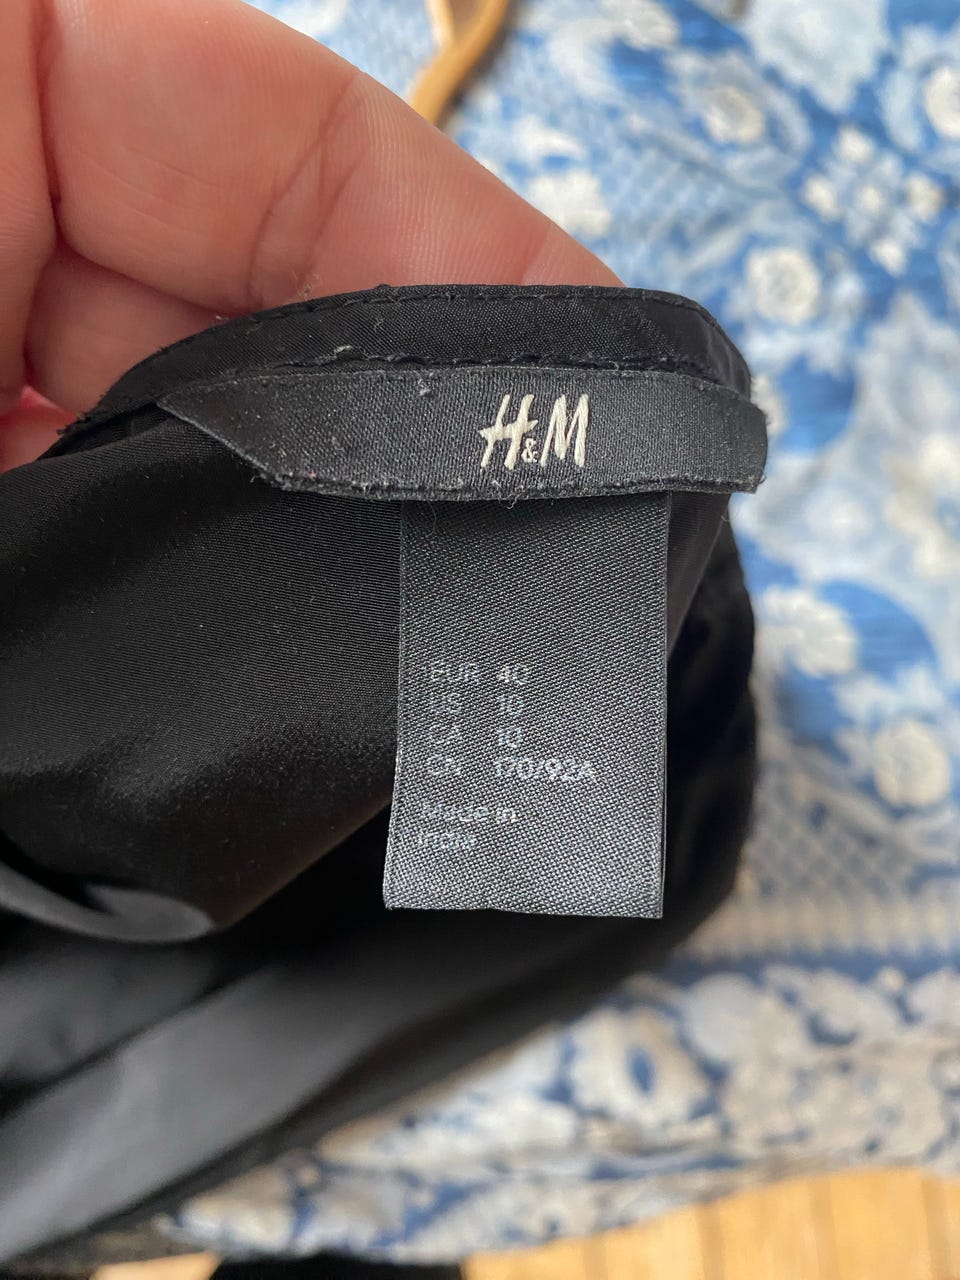 H&M
EUR 40
US 10
CA 10
CN 170/92A
Made in
India